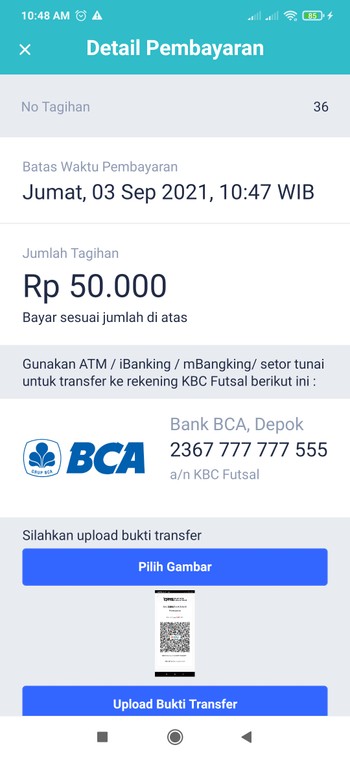 10:48 AM
85
Detail Pembayaran
No Tagihan 36
Batas Waktu Pembayaran
Jumat, 03 Sep 2021, 10:47 WIB
Jumlah Tagihan
Rp 50.000
Bayar sesuai jumlah di atas
Gunakan ATM / iBanking / mBangking/ setor tunai
untuk transfer ke rekening KBC Futsal berikut ini :
BCA
Bank BCA, Depok
2367 777 777 555
a/n KBC Futsal
Silahkan upload bukti transfer
Pilih Gambar
Upload Bukti Transfer